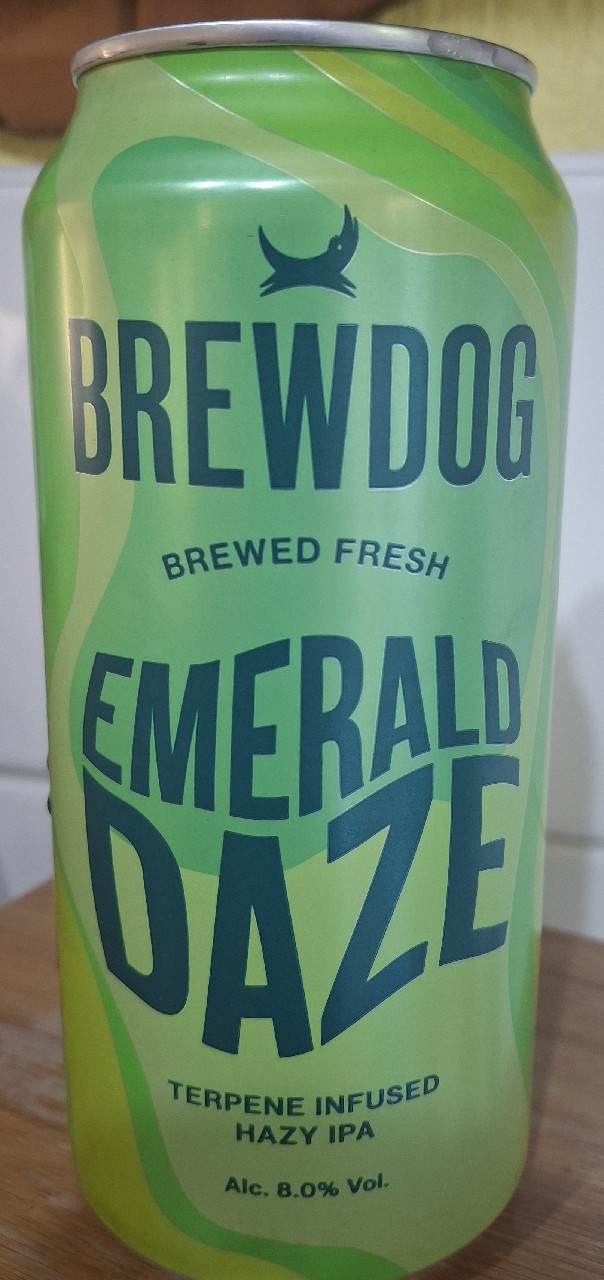 BREWDOG
BREWED FRESH
EMERALD
DAZE
TERPENE INFUSED
HAZY IPA
Alc. 8.0% Vol.